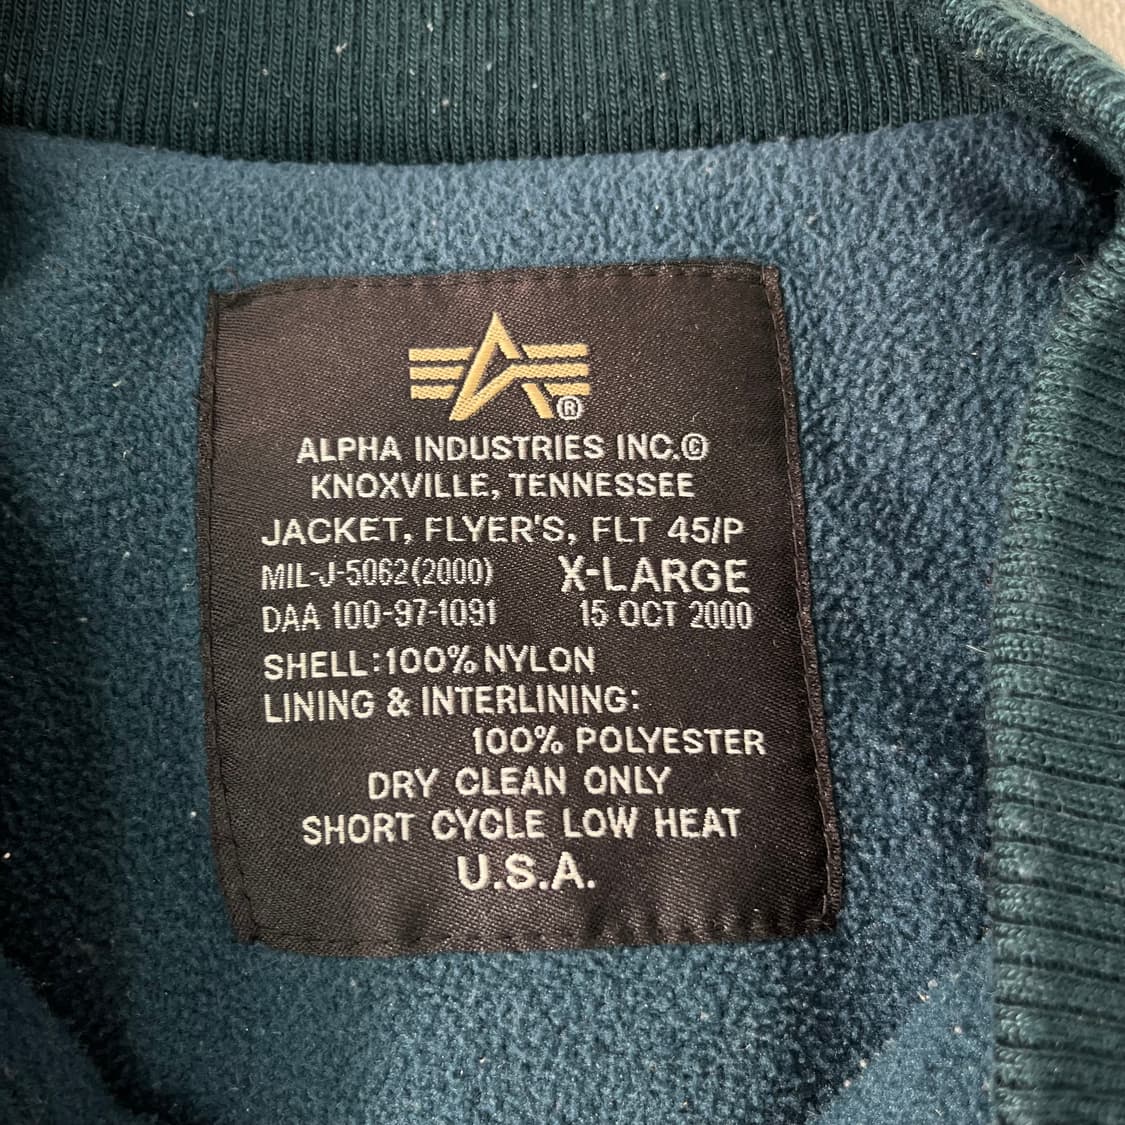 ®
ALPHA INDUSTRIES INC.©
KNOXVILLE, TENNESSEE
JACKET, FLYER'S, FLT 45/P
MIL-J-5062(2000) X-LARGE
DAA 100-97-1091 15 OCT 2000
SHELL:100% NYLON
LINING & INTERLINING:
100% POLYESTER
DRY CLEAN ONLY
SHORT CYCLE LOW HEAT
U.S.A.